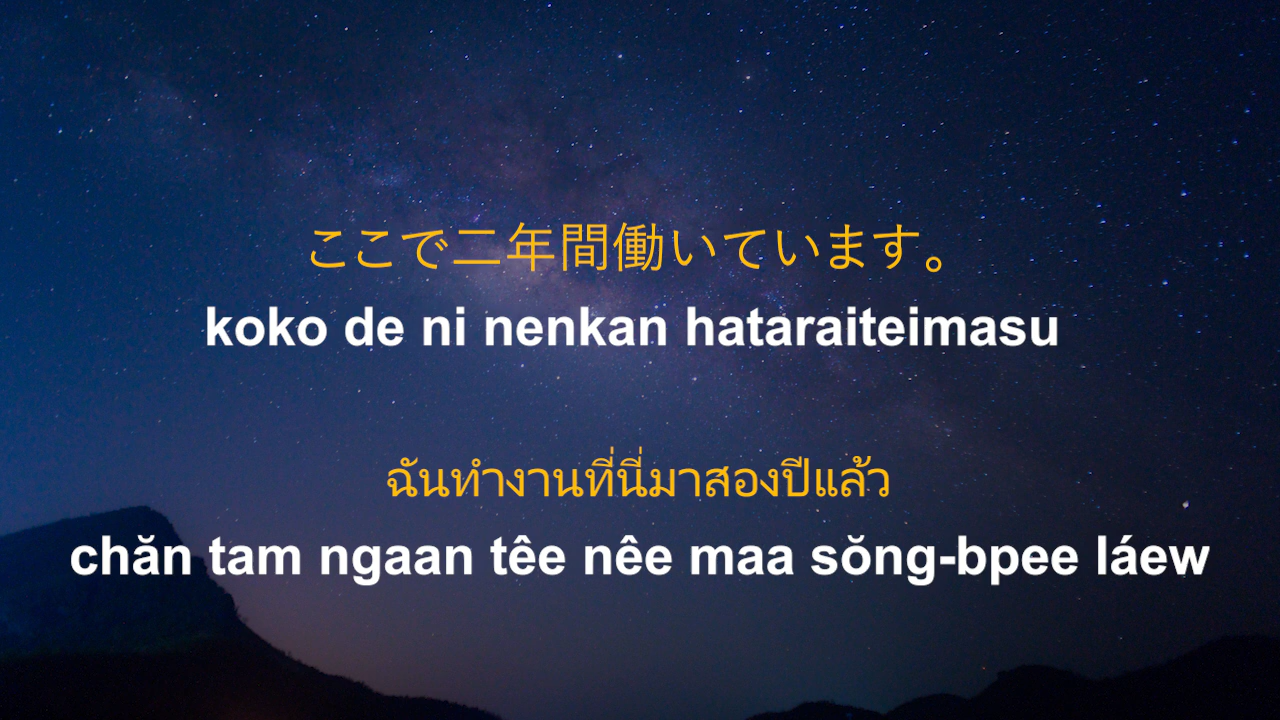 ここで二年間働いています。
koko de ni nenkan hataraiteimasu
ฉันทำงานที่นี่มาสองปีแล้ว
chăn tam ngaan têe nêe maa sŏng-bpee láew